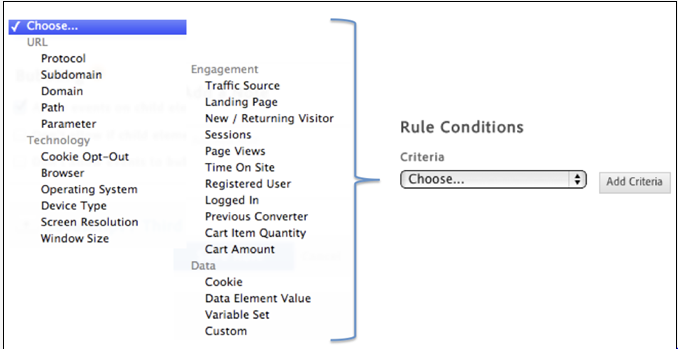 ✓ Choose...
URL
Protocol
Subdomain
Domain
Path
Parameter
Technology
Cookie Opt-Out
Browser
Operating System
Device Type
Screen Resolution
Window Size
Engagement
Traffic Source
Landing Page
New / Returning Visitor
Sessions
Page Views
Time On Site
Registered User
Logged In
Previous Converter
Cart Item Quantity
Cart Amount
Data
Cookie
Data Element Value
Variable Set
Custom
Rule Conditions
Criteria
Choose...
Add Criteria